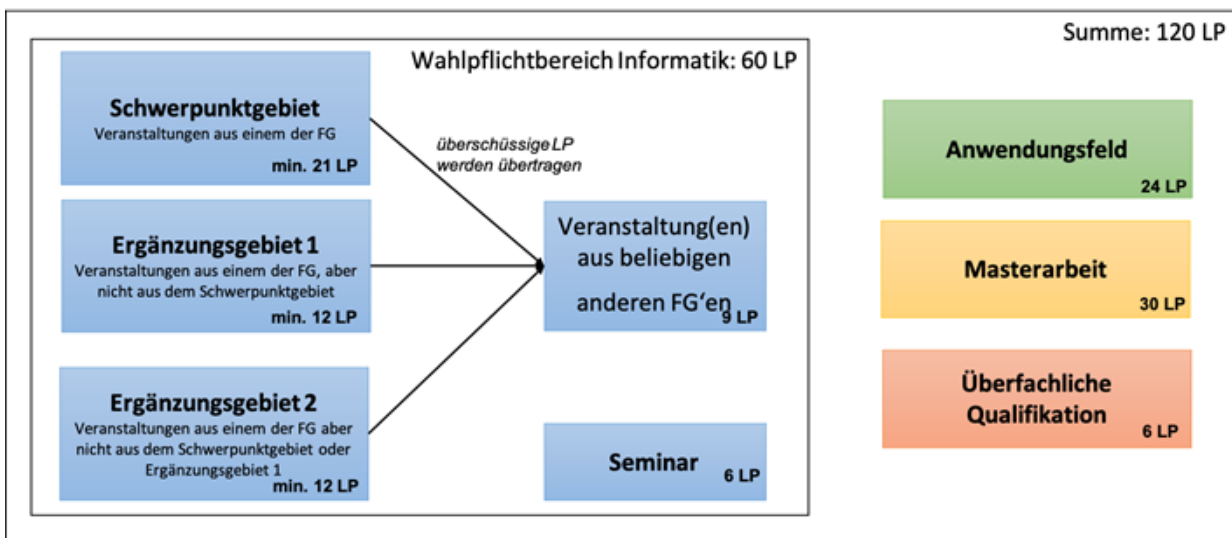 Summe: 120 LP
Wahlpflichtbereich Informatik: 60 LP
Schwerpunktgebiet
Veranstaltungen aus einem der FG
min. 21 LP
überschüssige LP
werden übertragen
Ergänzungsgebiet 1
Veranstaltungen aus einem der FG, aber
nicht aus dem Schwerpunktgebiet
min. 12 LP
Ergänzungsgebiet 2
Veranstaltungen aus einem der FG aber
nicht aus dem Schwerpunktgebiet oder
Ergänzungsgebiet 1
min. 12 LP
Veranstaltung(en)
aus beliebigen
anderen FG‘en
9 LP
Seminar
6 LP
Anwendungsfeld
24 LP
Masterarbeit
30 LP
Überfachliche
Qualifikation
6 LP